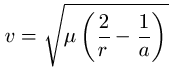 v = √(μ(2/r − 1/a))